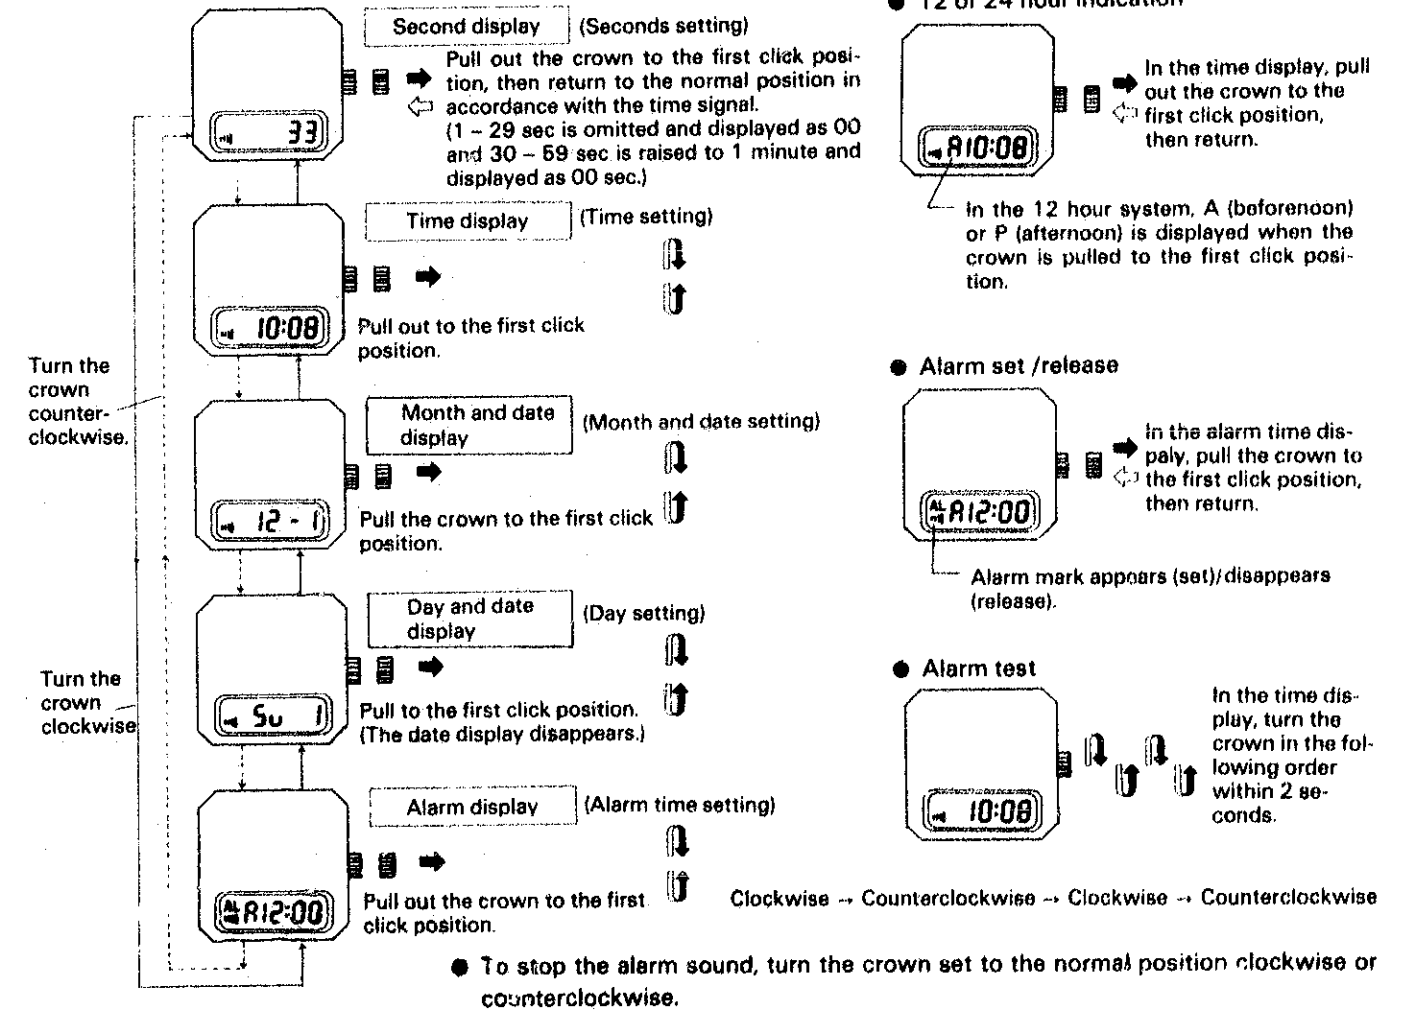 Second display (Seconds setting)
Pull out the crown to the first click posi-
tion, then return to the normal position in
accordance with the time signal.
(1 – 29 sec is omitted and displayed as 00
and 30 – 59 sec is raised to 1 minute and
displayed as 00 sec.)
33
Time display (Time setting)
10:08
Pull out to the first click
position.
Turn the
crown
counter-
clockwise.
Month and date
display
(Month and date setting)
12 - 1
Pull the crown to the first click
position.
Day and date
display
(Day setting)
Su 1
Pull to the first click position.
(The date display disappears.)
Turn the
crown
clockwise
Alarm display (Alarm time setting)
AL A12:00
Pull out the crown to the first
click position.
● 12 or 24 hour indication
In the time display, pull
out the crown to the
first click position,
then return.
A10:08
In the 12 hour system, A (beforenoon)
or P (afternoon) is displayed when the
crown is pulled to the first click posi-
tion.
● Alarm set /release
In the alarm time dis-
paly, pull the crown to
the first click position,
then return.
AL A12:00
Alarm mark appears (set)/disappears
(release).
● Alarm test
In the time dis-
play, turn the
crown in the fol-
lowing order
within 2 se-
conds.
10:08
Clockwise → Counterclockwise → Clockwise → Counterclockwise
● To stop the alarm sound, turn the crown set to the normal position clockwise or
counterclockwise.